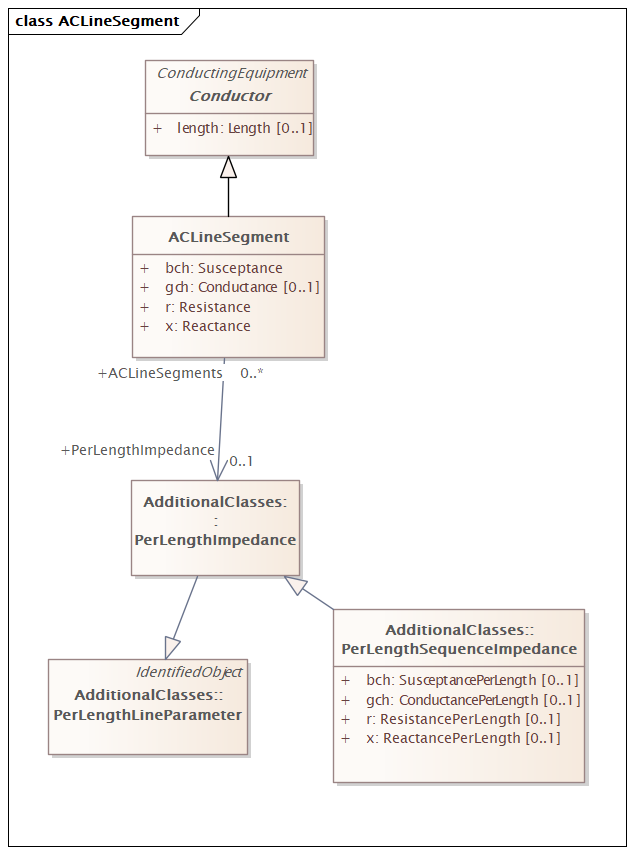 class ACLineSegment
ConductingEquipment
Conductor
+ length: Length [0..1]
ACLineSegment
+ bch: Susceptance
+ gch: Conductance [0..1]
+ r: Resistance
+ x: Reactance
+ACLineSegments 0..*
+PerLengthImpedance
0..1
AdditionalClasses:
:
PerLengthImpedance
AdditionalClasses::
PerLengthSequenceImpedance
+ bch: SusceptancePerLength [0..1]
+ gch: ConductancePerLength [0..1]
+ r: ResistancePerLength [0..1]
+ x: ReactancePerLength [0..1]
IdentifiedObject
AdditionalClasses::
PerLengthLineParameter